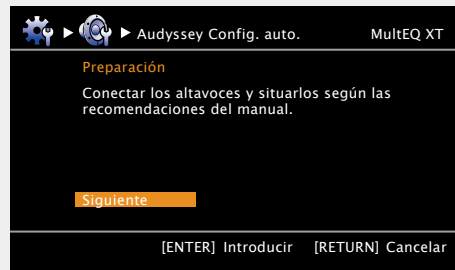 Audyssey Config. auto. MultEQ XT
Preparación
Conectar los altavoces y situarlos según las
recomendaciones del manual.
Siguiente
[ENTER] Introducir [RETURN] Cancelar